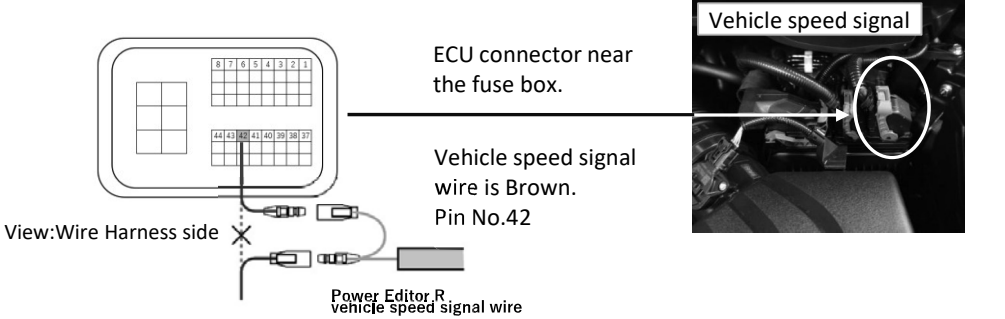 Vehicle speed signal
ECU connector near
the fuse box.
8 7 6 5 4 3 2 1
44 43 42 41 40 39 38 37
Vehicle speed signal
wire is Brown.
Pin No.42
View:Wire Harness side
Power Editor R
vehicle speed signal wire